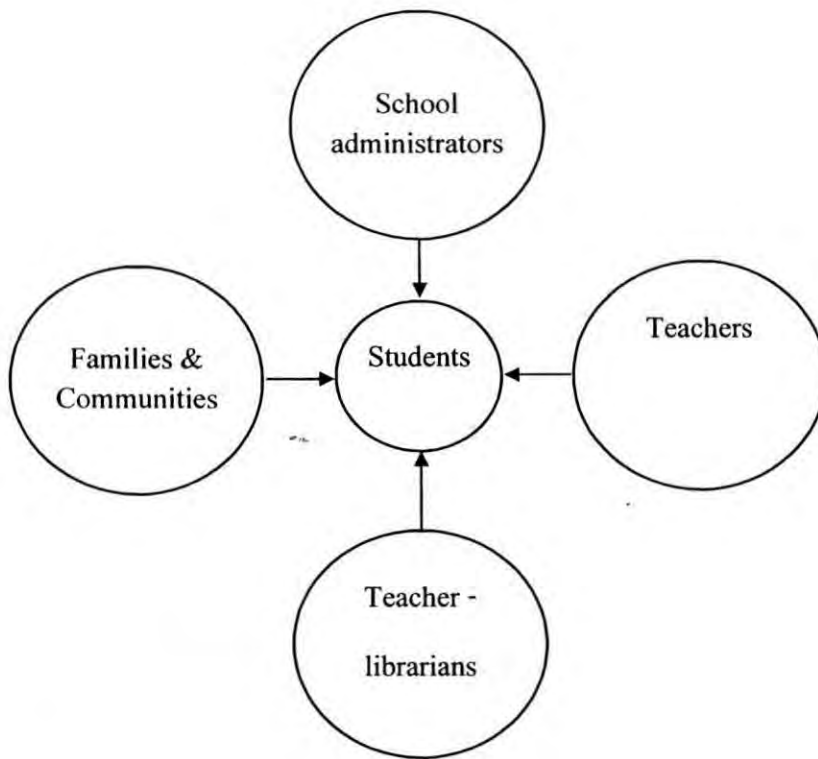 School
administrators
Families &
Communities
Students
Teachers
Teacher -
librarians